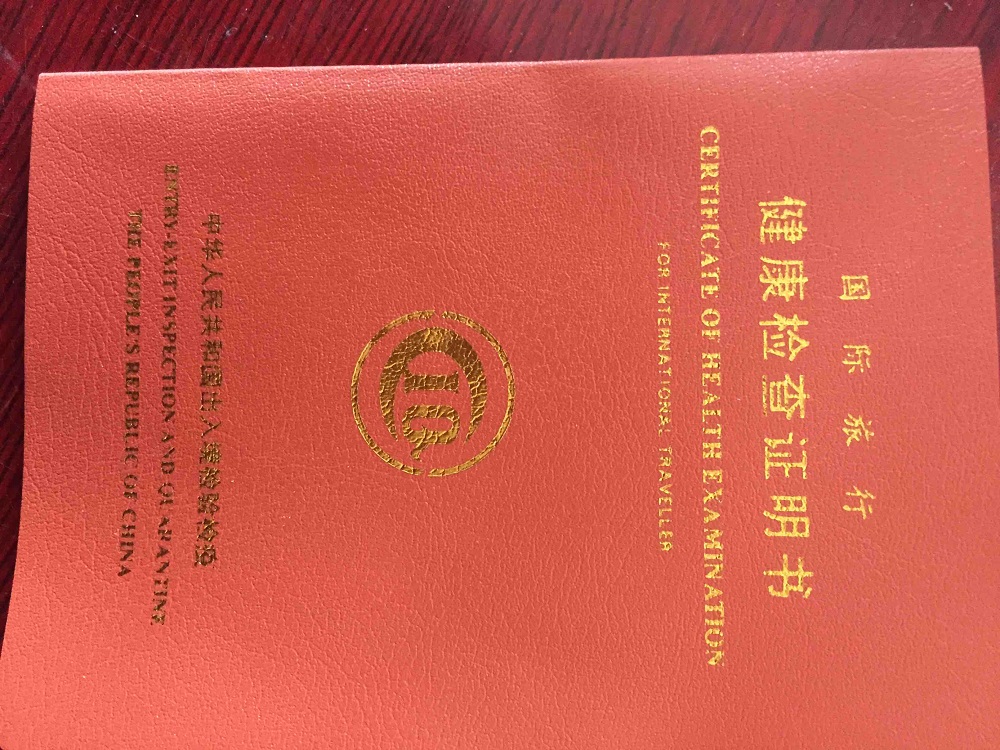 国际旅行
健康检查证明书
CERTIFICATE OF HEALTH EXAMINATION
FOR INTERNATIONAL TRAVELLER
CIQ
中华人民共和国出入境检验检疫
ENTRY-EXIT INSPECTION AND QUARANTINE
THE PEOPLE'S REPUBLIC OF CHINA